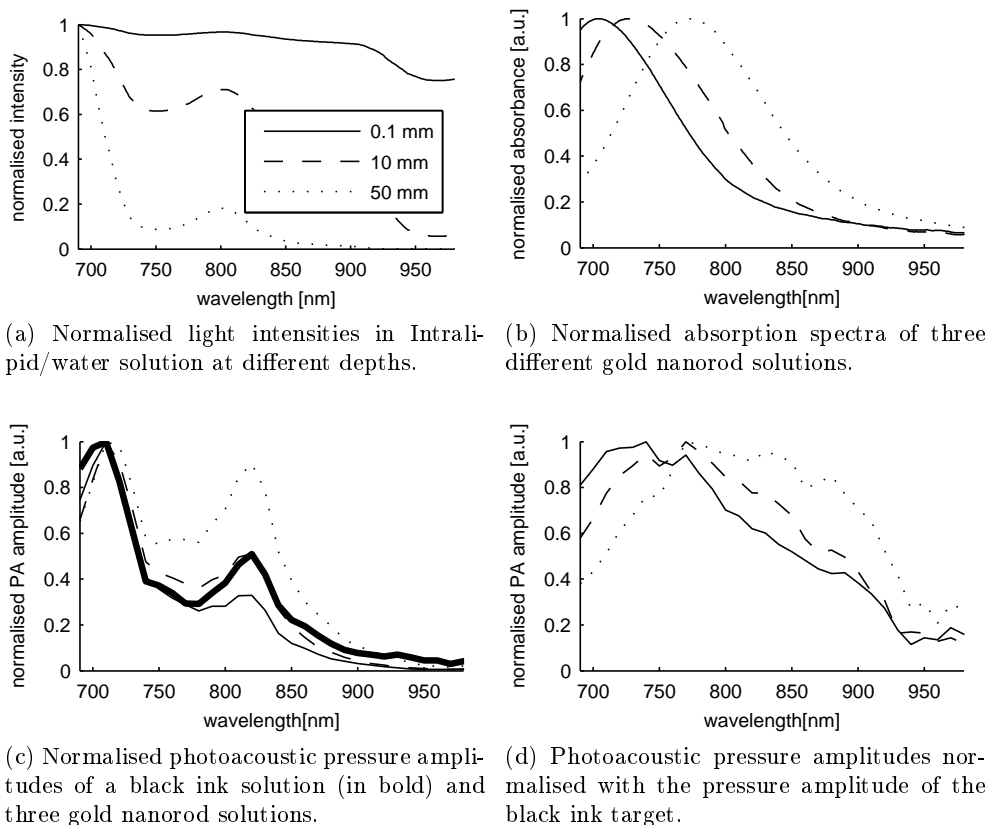 1
0.8
0.6
0.4
0.2
0
normalised intensity
0.1 mm
10 mm
50 mm
700 750 800 850 900 950
wavelength [nm]
(a) Normalised light intensities in Intrali-
pid/water solution at different depths.
1
0.8
0.6
0.4
0.2
0
normalised absorbance [a.u.]
700 750 800 850 900 950
wavelength[nm]
(b) Normalised absorption spectra of three
different gold nanorod solutions.
1
0.8
0.6
0.4
0.2
0
normalised PA amplitude [a.u.]
700 750 800 850 900 950
wavelength[nm]
(c) Normalised photoacoustic pressure ampli-
tudes of a black ink solution (in bold) and
three gold nanorod solutions.
1
0.8
0.6
0.4
0.2
0
normalised PA amplitude [a.u.]
700 750 800 850 900 950
wavelength[nm]
(d) Photoacoustic pressure amplitudes nor-
malised with the pressure amplitude of the
black ink target.